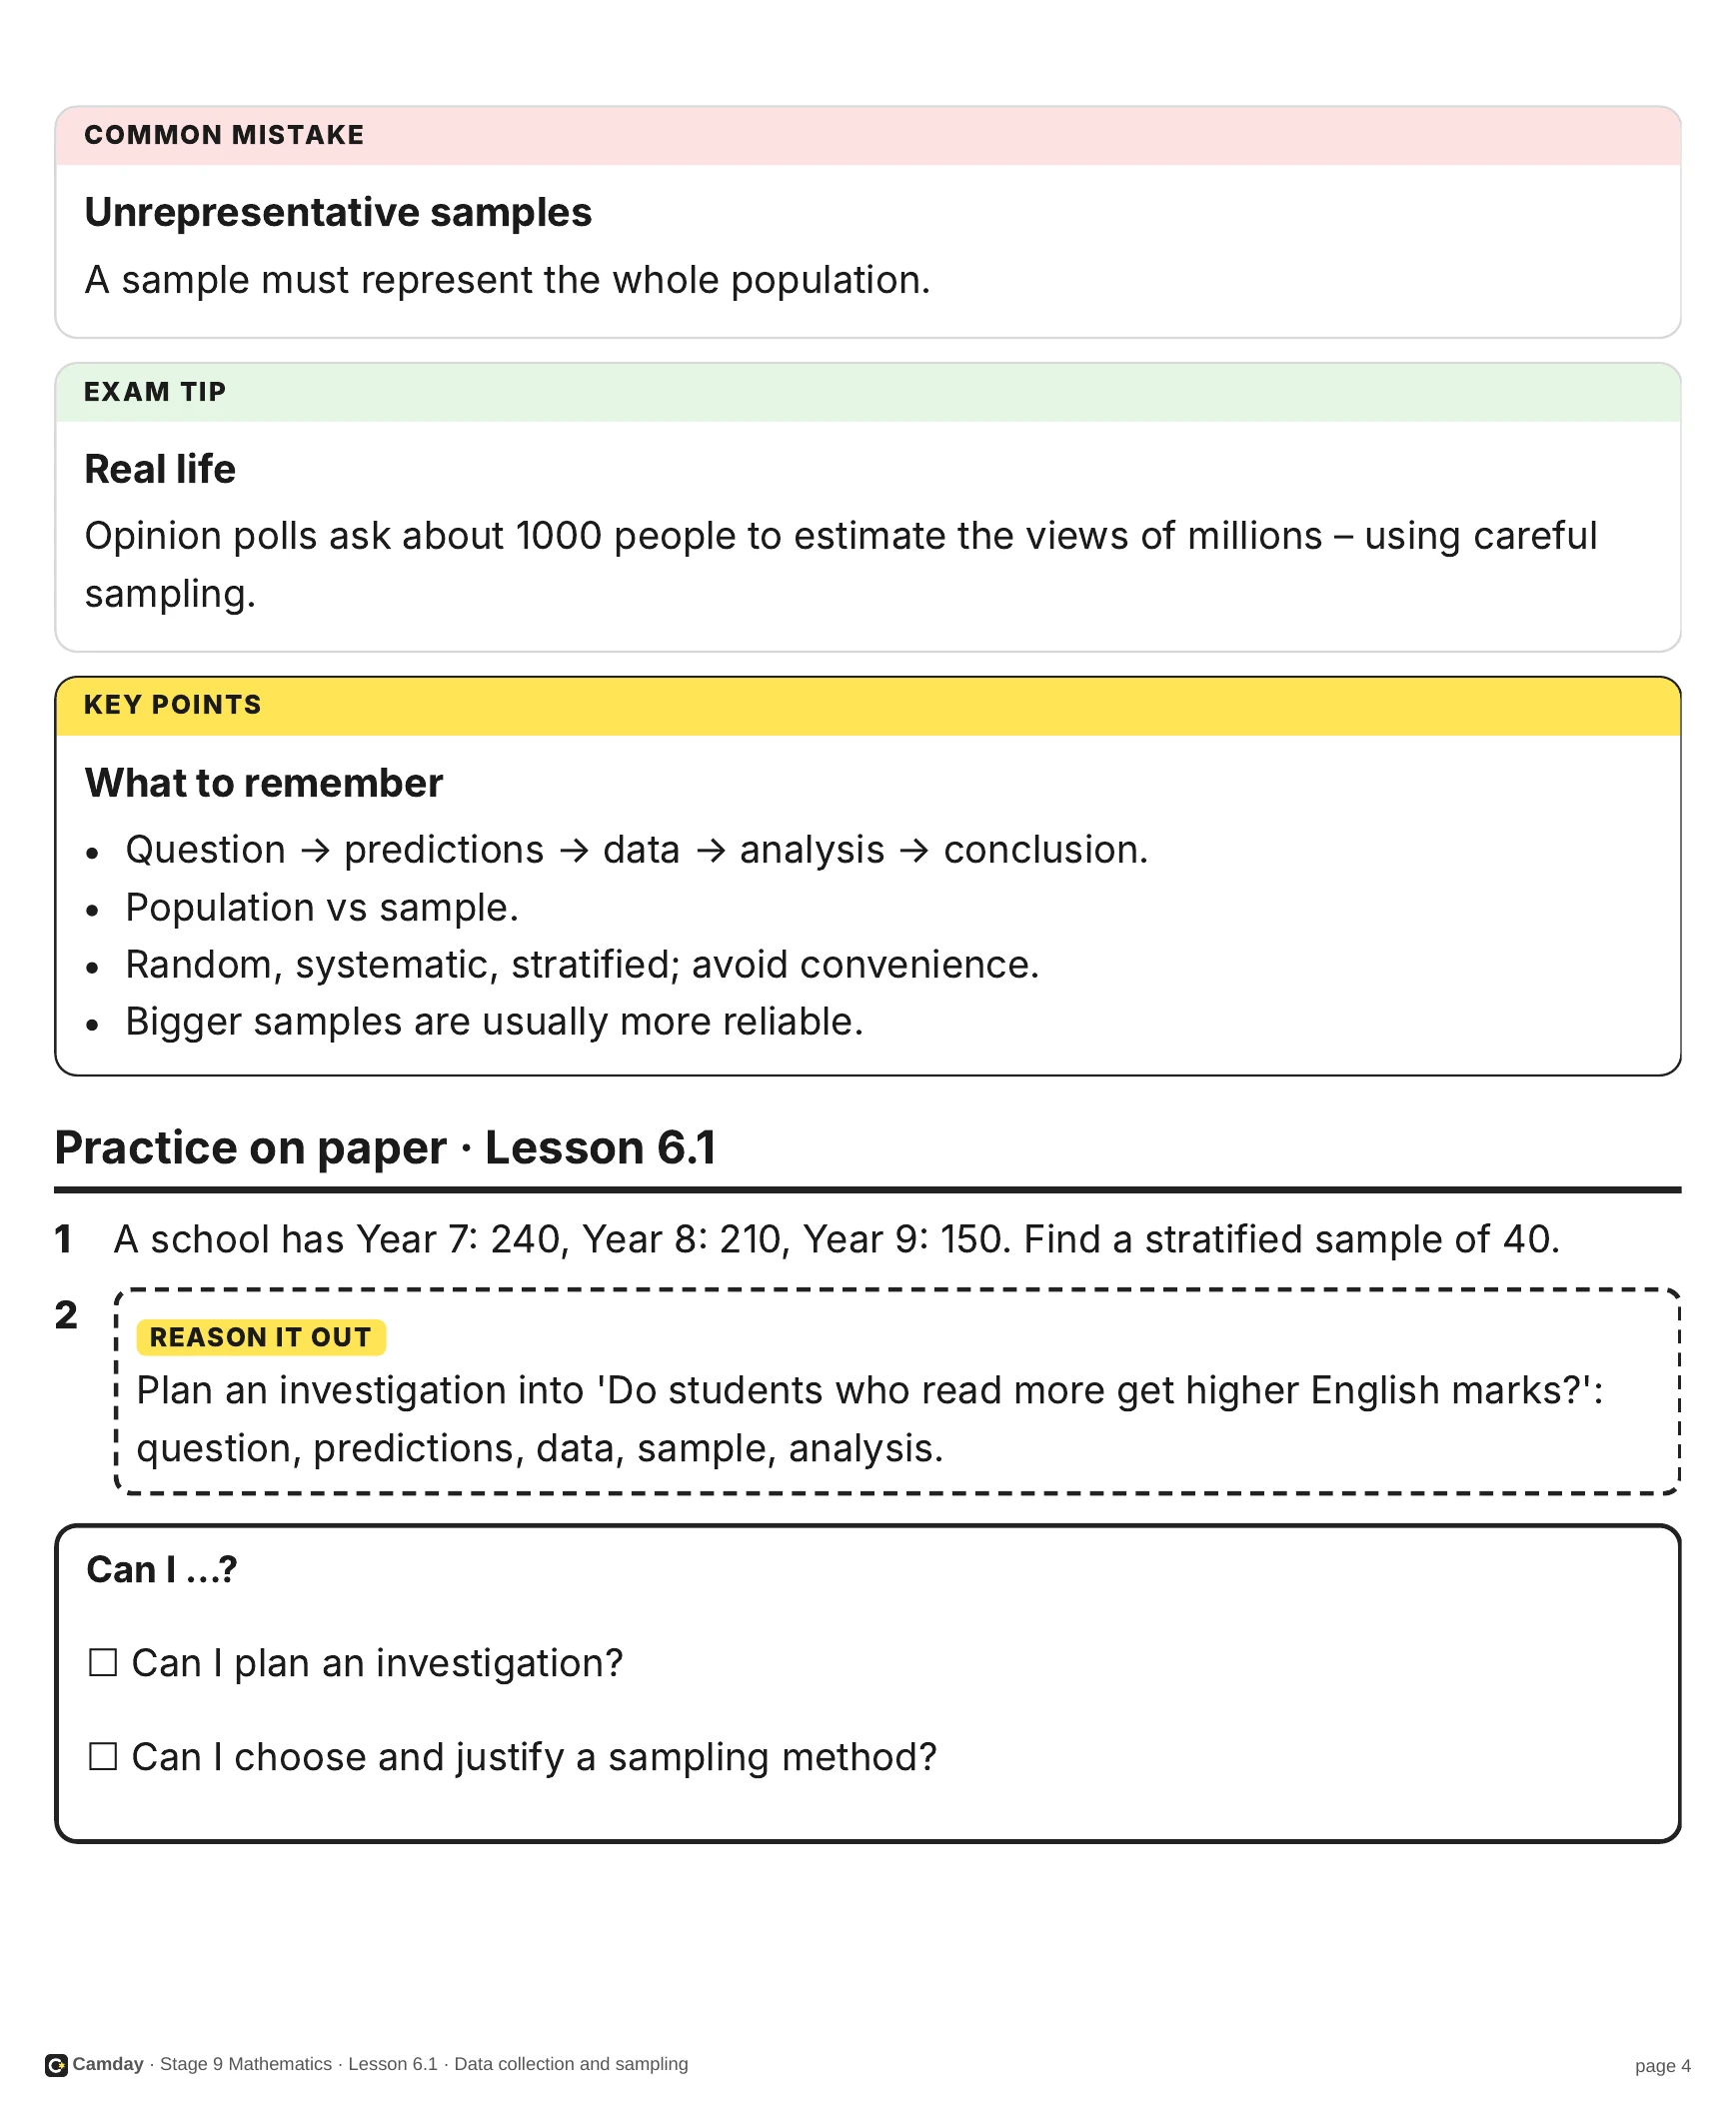 COMMON MISTAKE
Unrepresentative samples
A sample must represent the whole population.
EXAM TIP
Real life
Opinion polls ask about 1000 people to estimate the views of millions – using careful
sampling.
KEY POINTS
What to remember
• Question → predictions → data → analysis → conclusion.
• Population vs sample.
• Random, systematic, stratified; avoid convenience.
• Bigger samples are usually more reliable.
Practice on paper · Lesson 6.1
1 A school has Year 7: 240, Year 8: 210, Year 9: 150. Find a stratified sample of 40.
2 REASON IT OUT
Plan an investigation into 'Do students who read more get higher English marks?':
question, predictions, data, sample, analysis.
Can I ...?
☐ Can I plan an investigation?
☐ Can I choose and justify a sampling method?
Camday · Stage 9 Mathematics · Lesson 6.1 · Data collection and sampling page 4